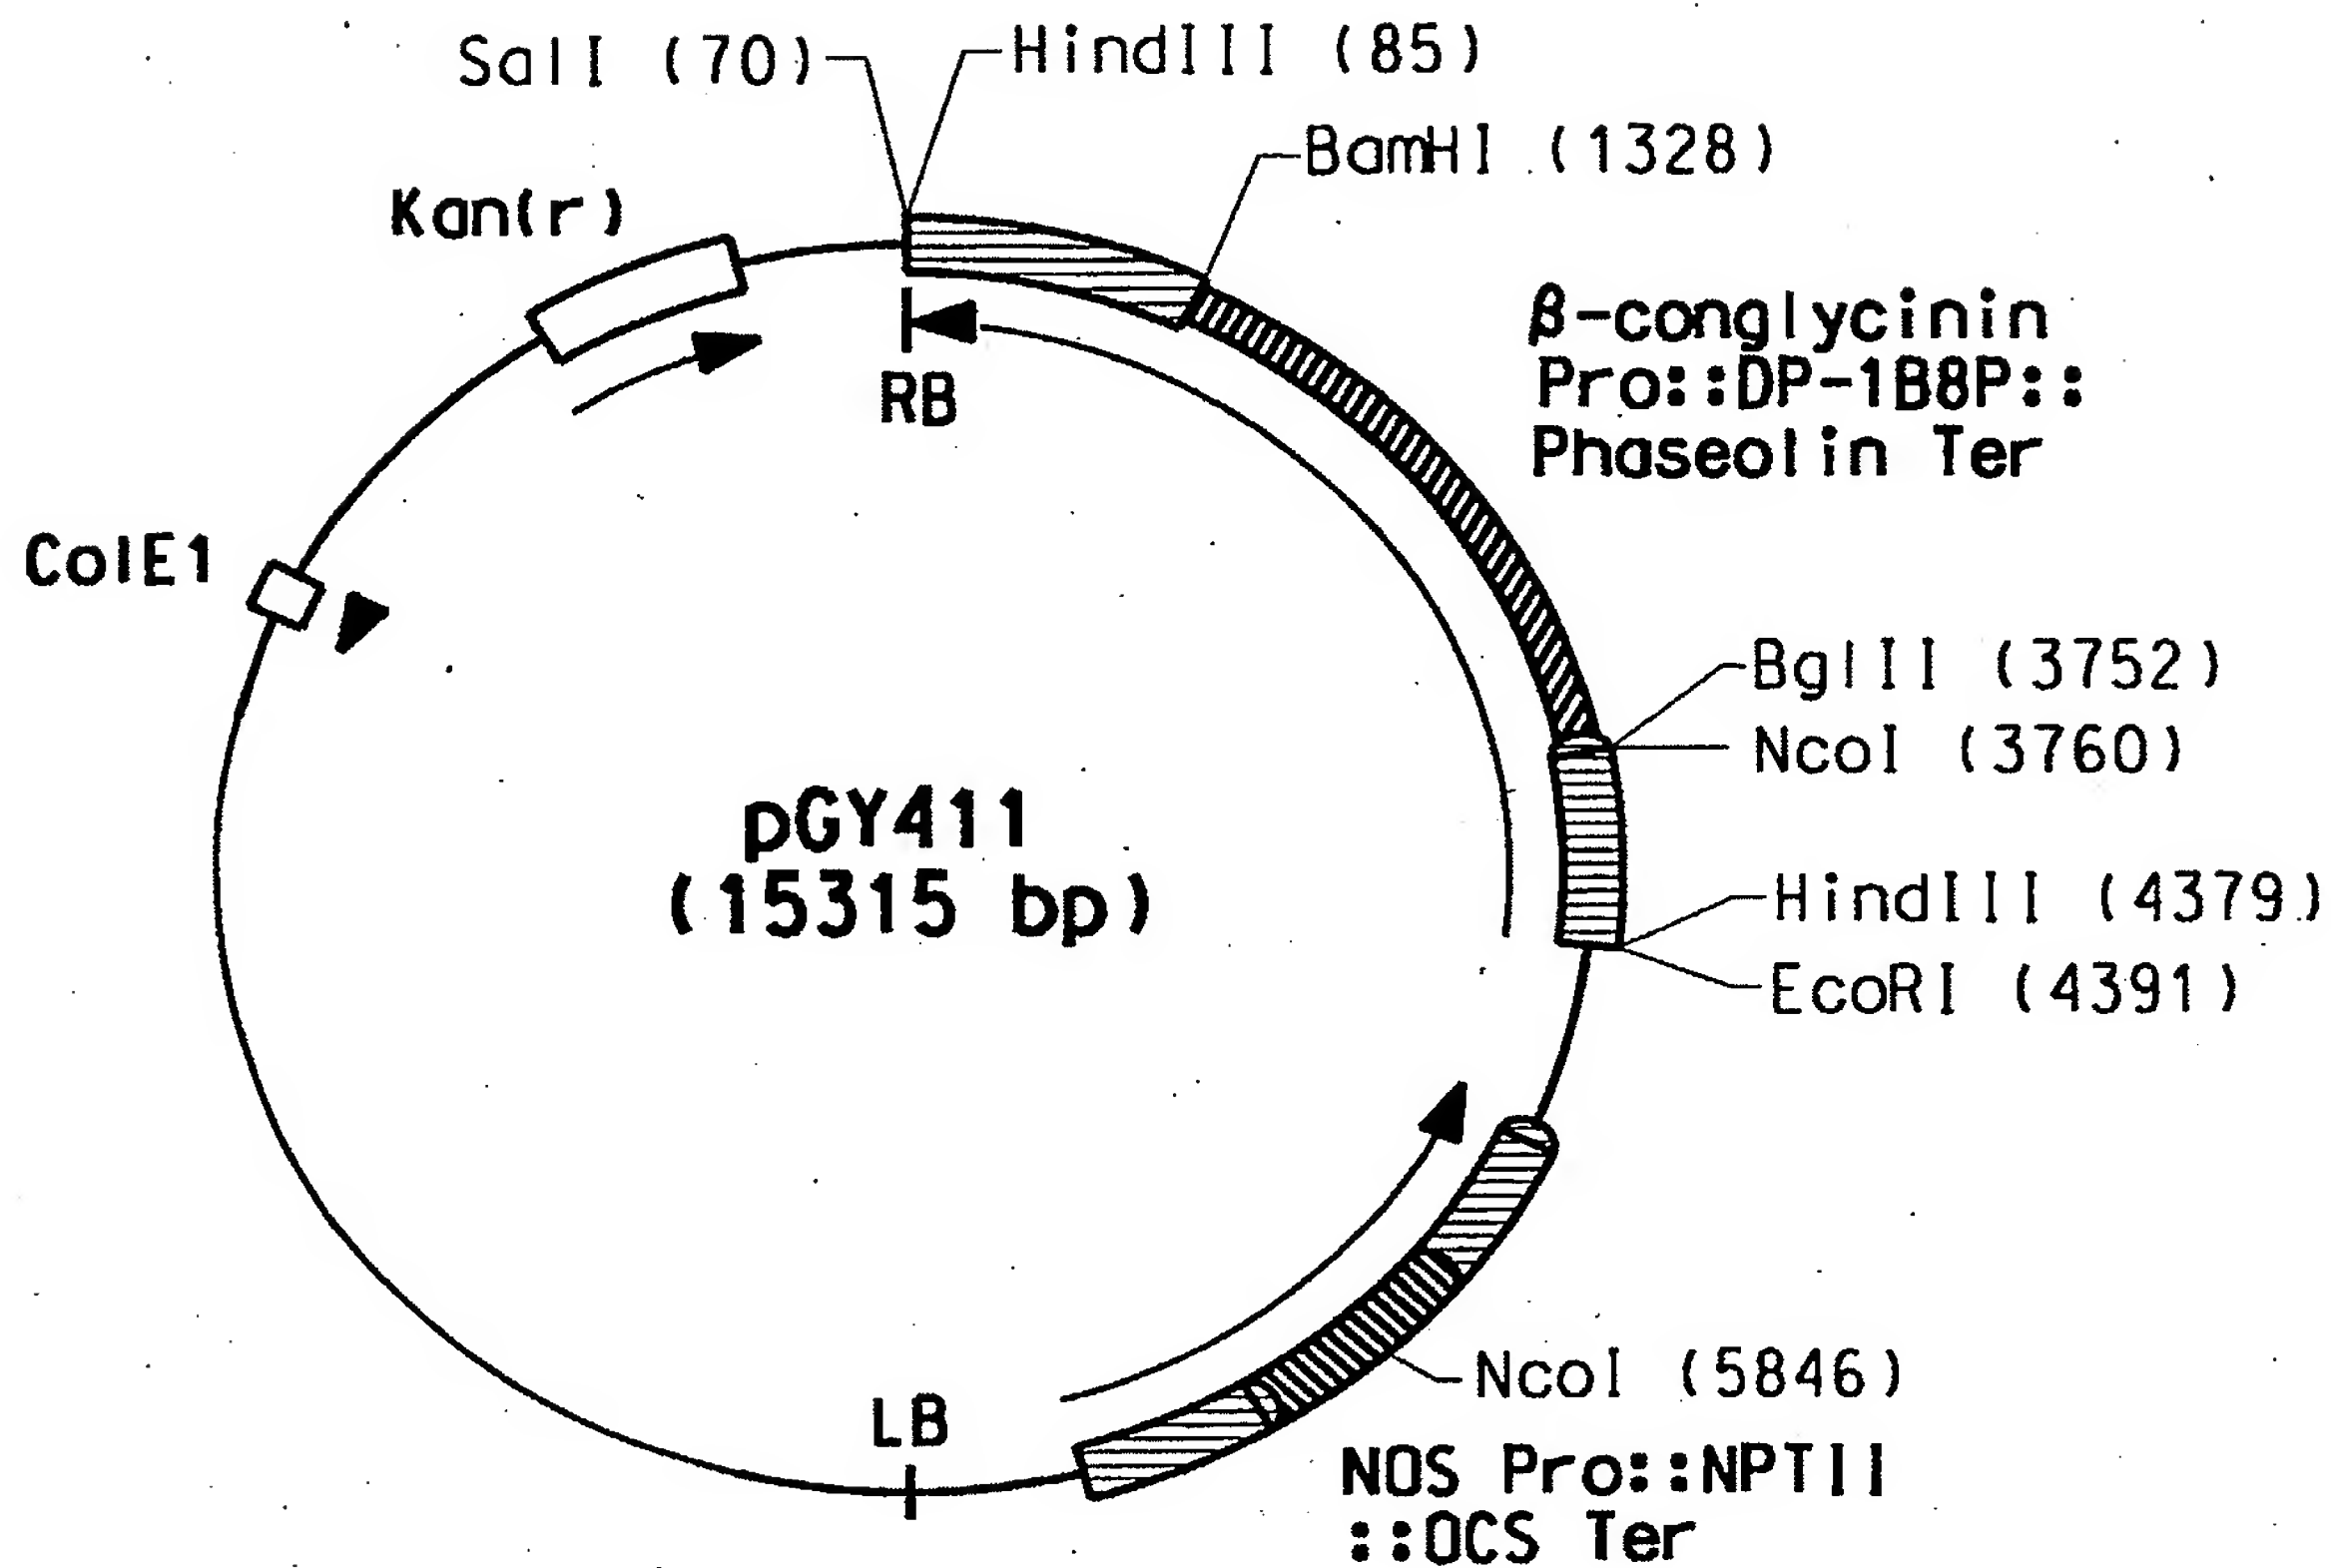 SalI (70)
HindIII (85)
BamHI (1328)
Kan(r)
β-conglycinin
Pro::DP-1B8P::
Phaseolin Ter
RB
ColE1
BglII (3752)
NcoI (3760)
pGY411
(15315 bp)
HindIII (4379)
EcoRI (4391)
NcoI (5846)
LB
NOS Pro::NPTII
::OCS Ter